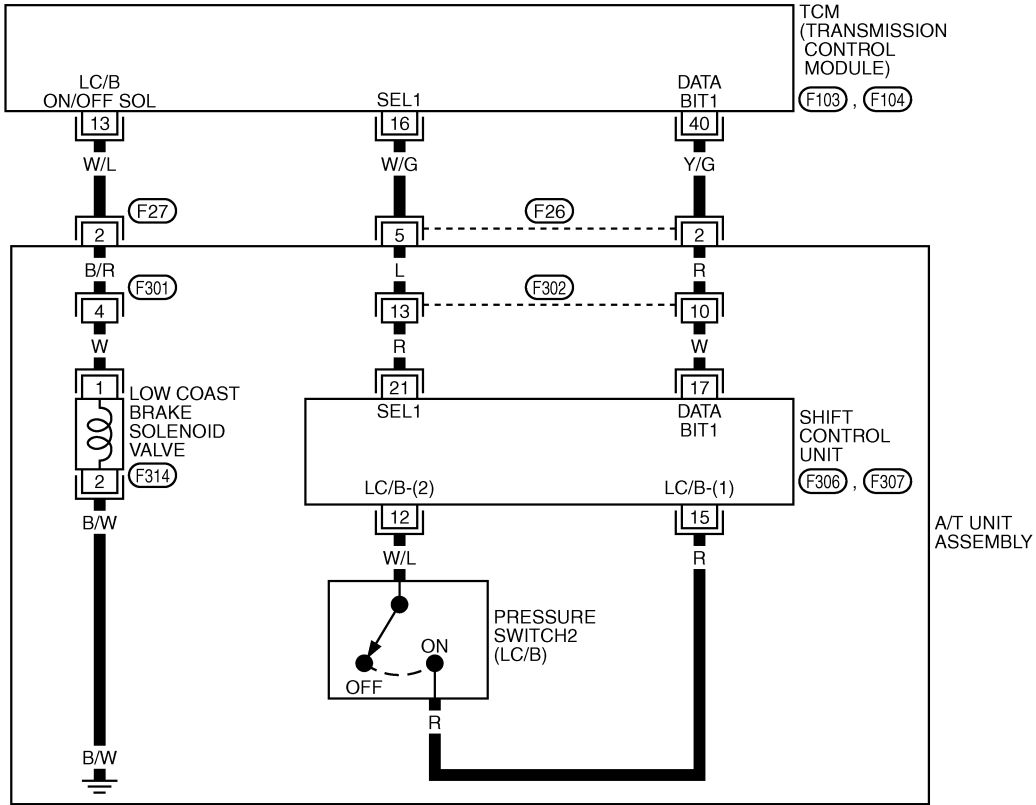 TCM
(TRANSMISSION
CONTROL
MODULE)
F103 , F104
LC/B
ON/OFF SOL
SEL1
DATA
BIT1
13
16
40
W/L
W/G
Y/G
F27
F26
2
5
2
B/R
L
R
F301
F302
4
13
10
W
R
W
1
21
17
LOW COAST
BRAKE
SOLENOID
VALVE
F314
2
SEL1
DATA
BIT1
SHIFT
CONTROL
UNIT
F306 , F307
LC/B-(2)
LC/B-(1)
12
15
B/W
W/L
R
A/T UNIT
ASSEMBLY
PRESSURE
SWITCH2
(LC/B)
ON
OFF
R
B/W